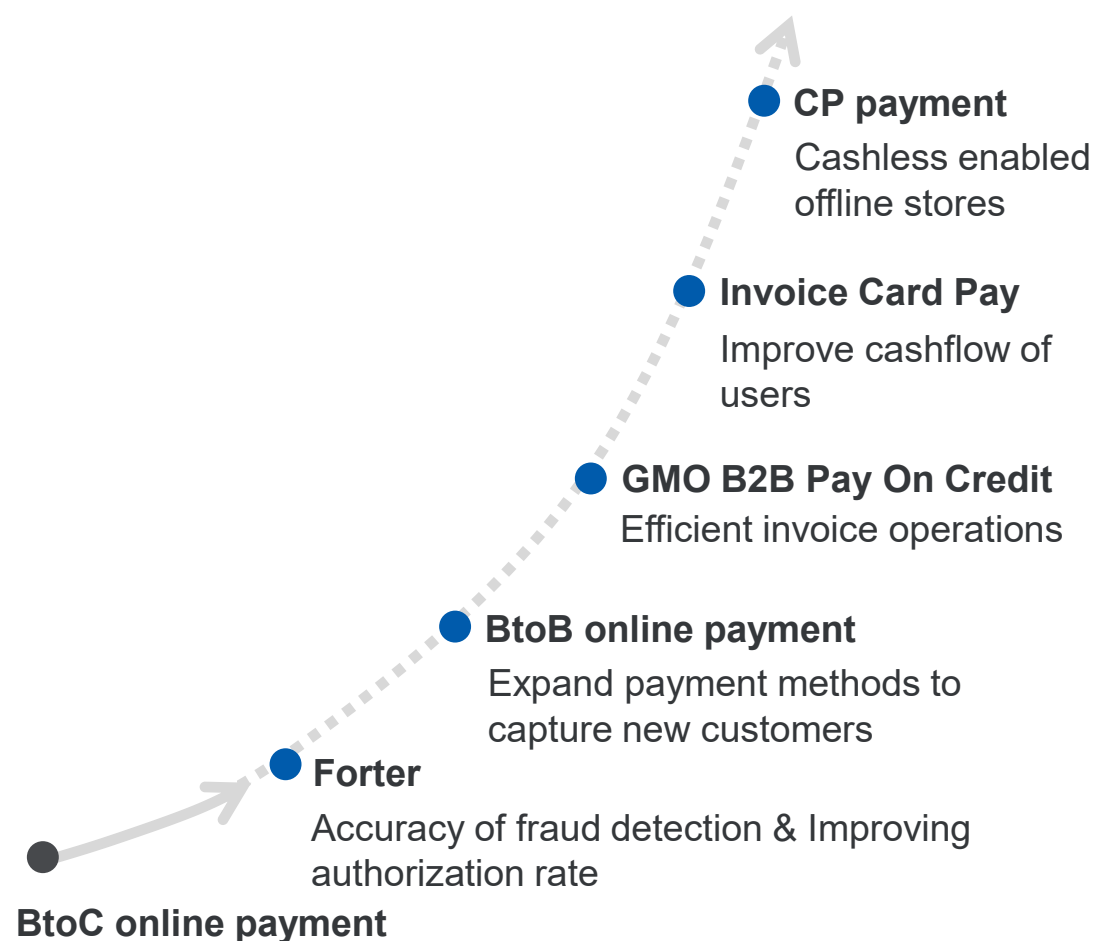 CP payment
Cashless enabled
offline stores
Invoice Card Pay
Improve cashflow of
users
GMO B2B Pay On Credit
Efficient invoice operations
BtoB online payment
Expand payment methods to
capture new customers
Forter
Accuracy of fraud detection & Improving
authorization rate
BtoC online payment